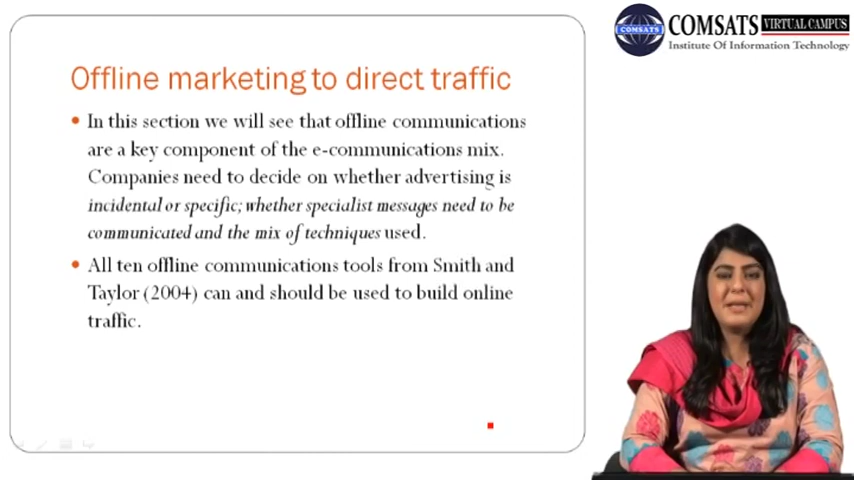 COMSATS VIRTUAL CAMPUS
[COMSATS]
Institute Of Information Technology
Offline marketing to direct traffic
• In this section we will see that offline communications
are a key component of the e-communications mix.
Companies need to decide on whether advertising is
incidental or specific; whether specialist messages need to be
communicated and the mix of techniques used.
• All ten offline communications tools from Smith and
Taylor (2004) can and should be used to build online
traffic.